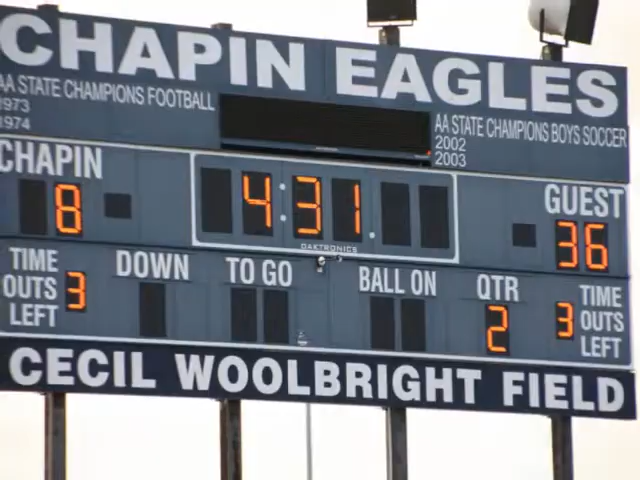 CHAPIN EAGLES
AA STATE CHAMPIONS FOOTBALL
1973
1974
AA STATE CHAMPIONS BOYS SOCCER
2002
2003
CHAPIN
8
4:31.
DAKTRONICS
GUEST
36
TIME OUTS LEFT 3
DOWN
TO GO
BALL ON
QTR
2
3 TIME OUTS LEFT
CECIL WOOLBRIGHT FIELD